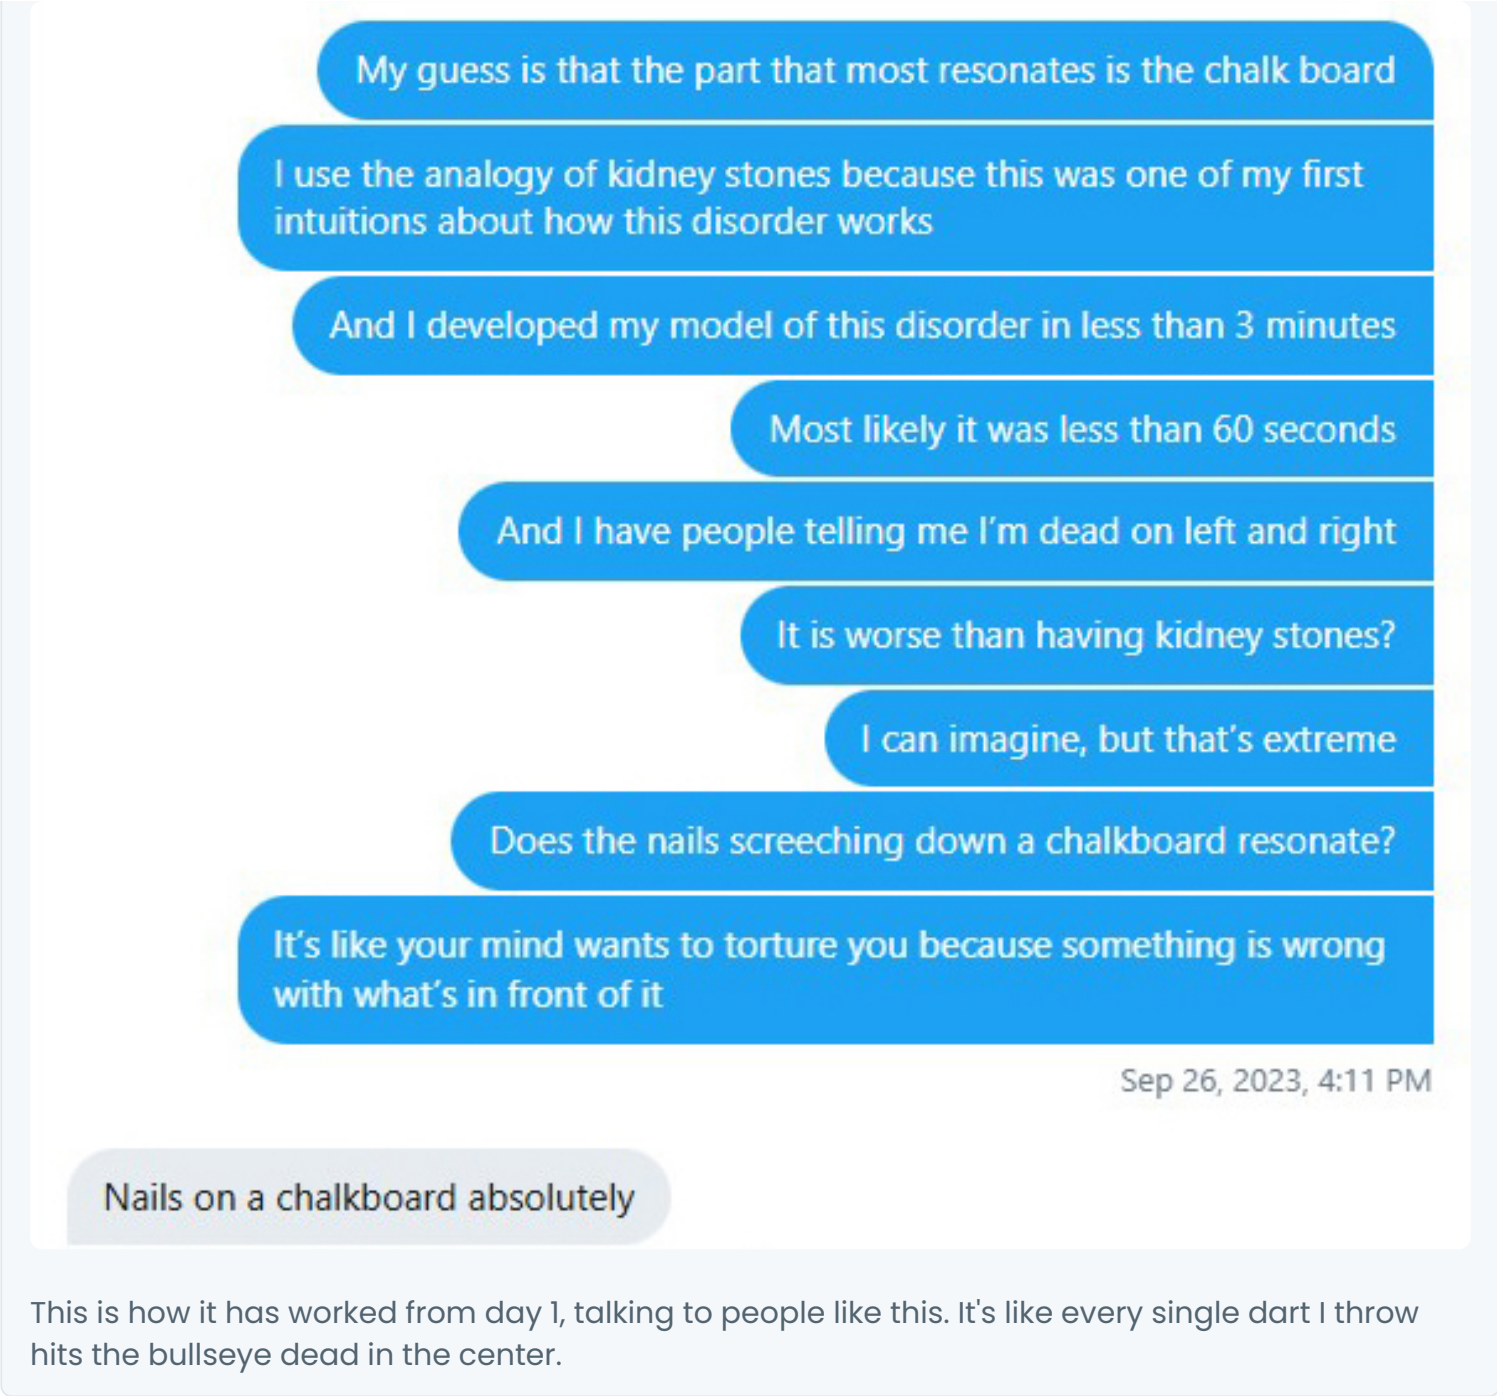 My guess is that the part that most resonates is the chalk board
I use the analogy of kidney stones because this was one of my first
intuitions about how this disorder works
And I developed my model of this disorder in less than 3 minutes
Most likely it was less than 60 seconds
And I have people telling me I'm dead on left and right
It is worse than having kidney stones?
I can imagine, but that's extreme
Does the nails screeching down a chalkboard resonate?
It's like your mind wants to torture you because something is wrong
with what's in front of it
Sep 26, 2023, 4:11 PM
Nails on a chalkboard absolutely
This is how it has worked from day 1, talking to people like this. It's like every single dart I throw
hits the bullseye dead in the center.